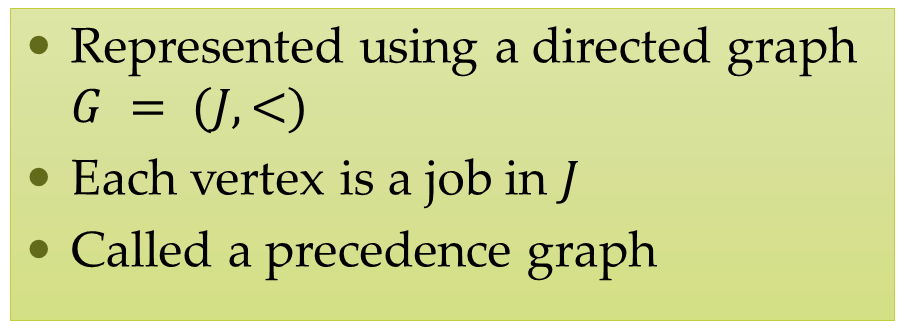 • Represented using a directed graph
G = (J, <)
• Each vertex is a job in J
• Called a precedence graph